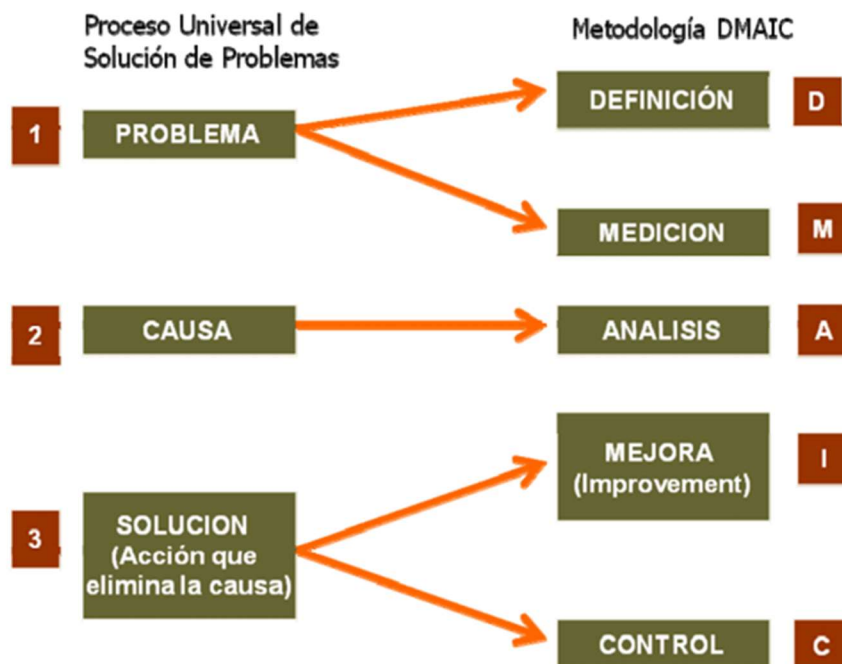 Proceso Universal de
Solución de Problemas
Metodología DMAIC
1
PROBLEMA
DEFINICIÓN
D
MEDICION
M
2
CAUSA
ANALISIS
A
3
SOLUCION
(Acción que
elimina la causa)
MEJORA
(Improvement)
I
CONTROL
C